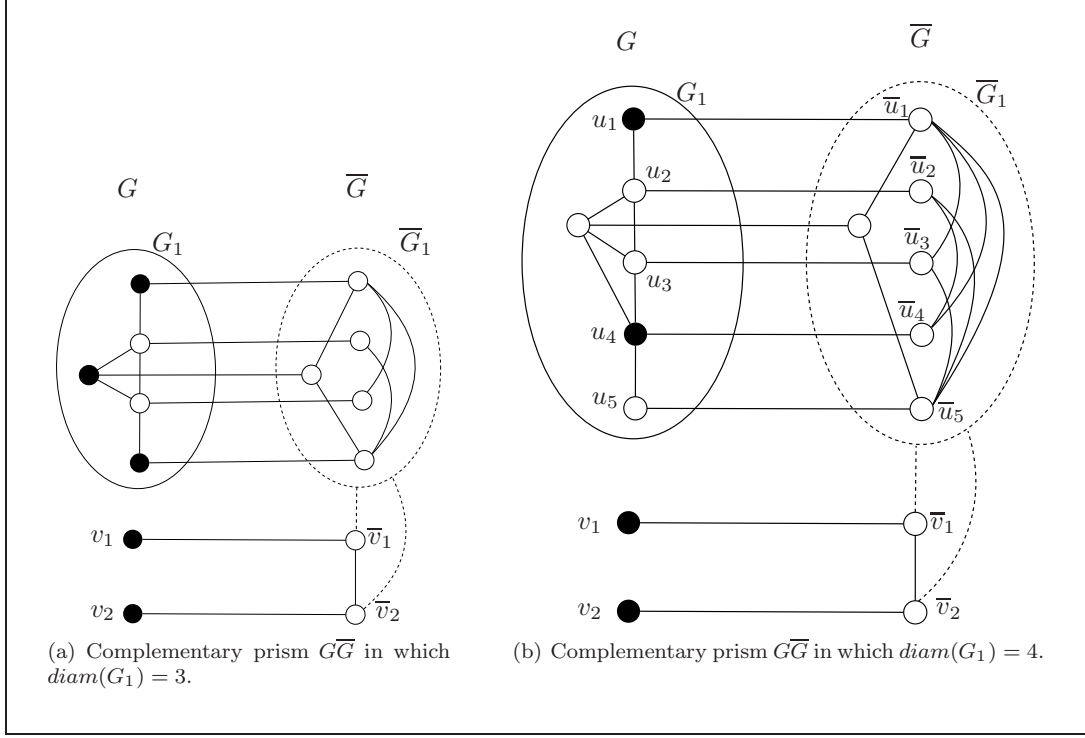 G
G̅
G₁
G̅₁
v₁
v̅₁
v₂
v̅₂
(a) Complementary prism GG̅ in which
diam(G₁) = 3.
G
G̅
G₁
G̅₁
u₁
u̅₁
u₂
u̅₂
u₃
u̅₃
u₄
u̅₄
u₅
u̅₅
v₁
v̅₁
v₂
v̅₂
(b) Complementary prism GG̅ in which diam(G₁) = 4.